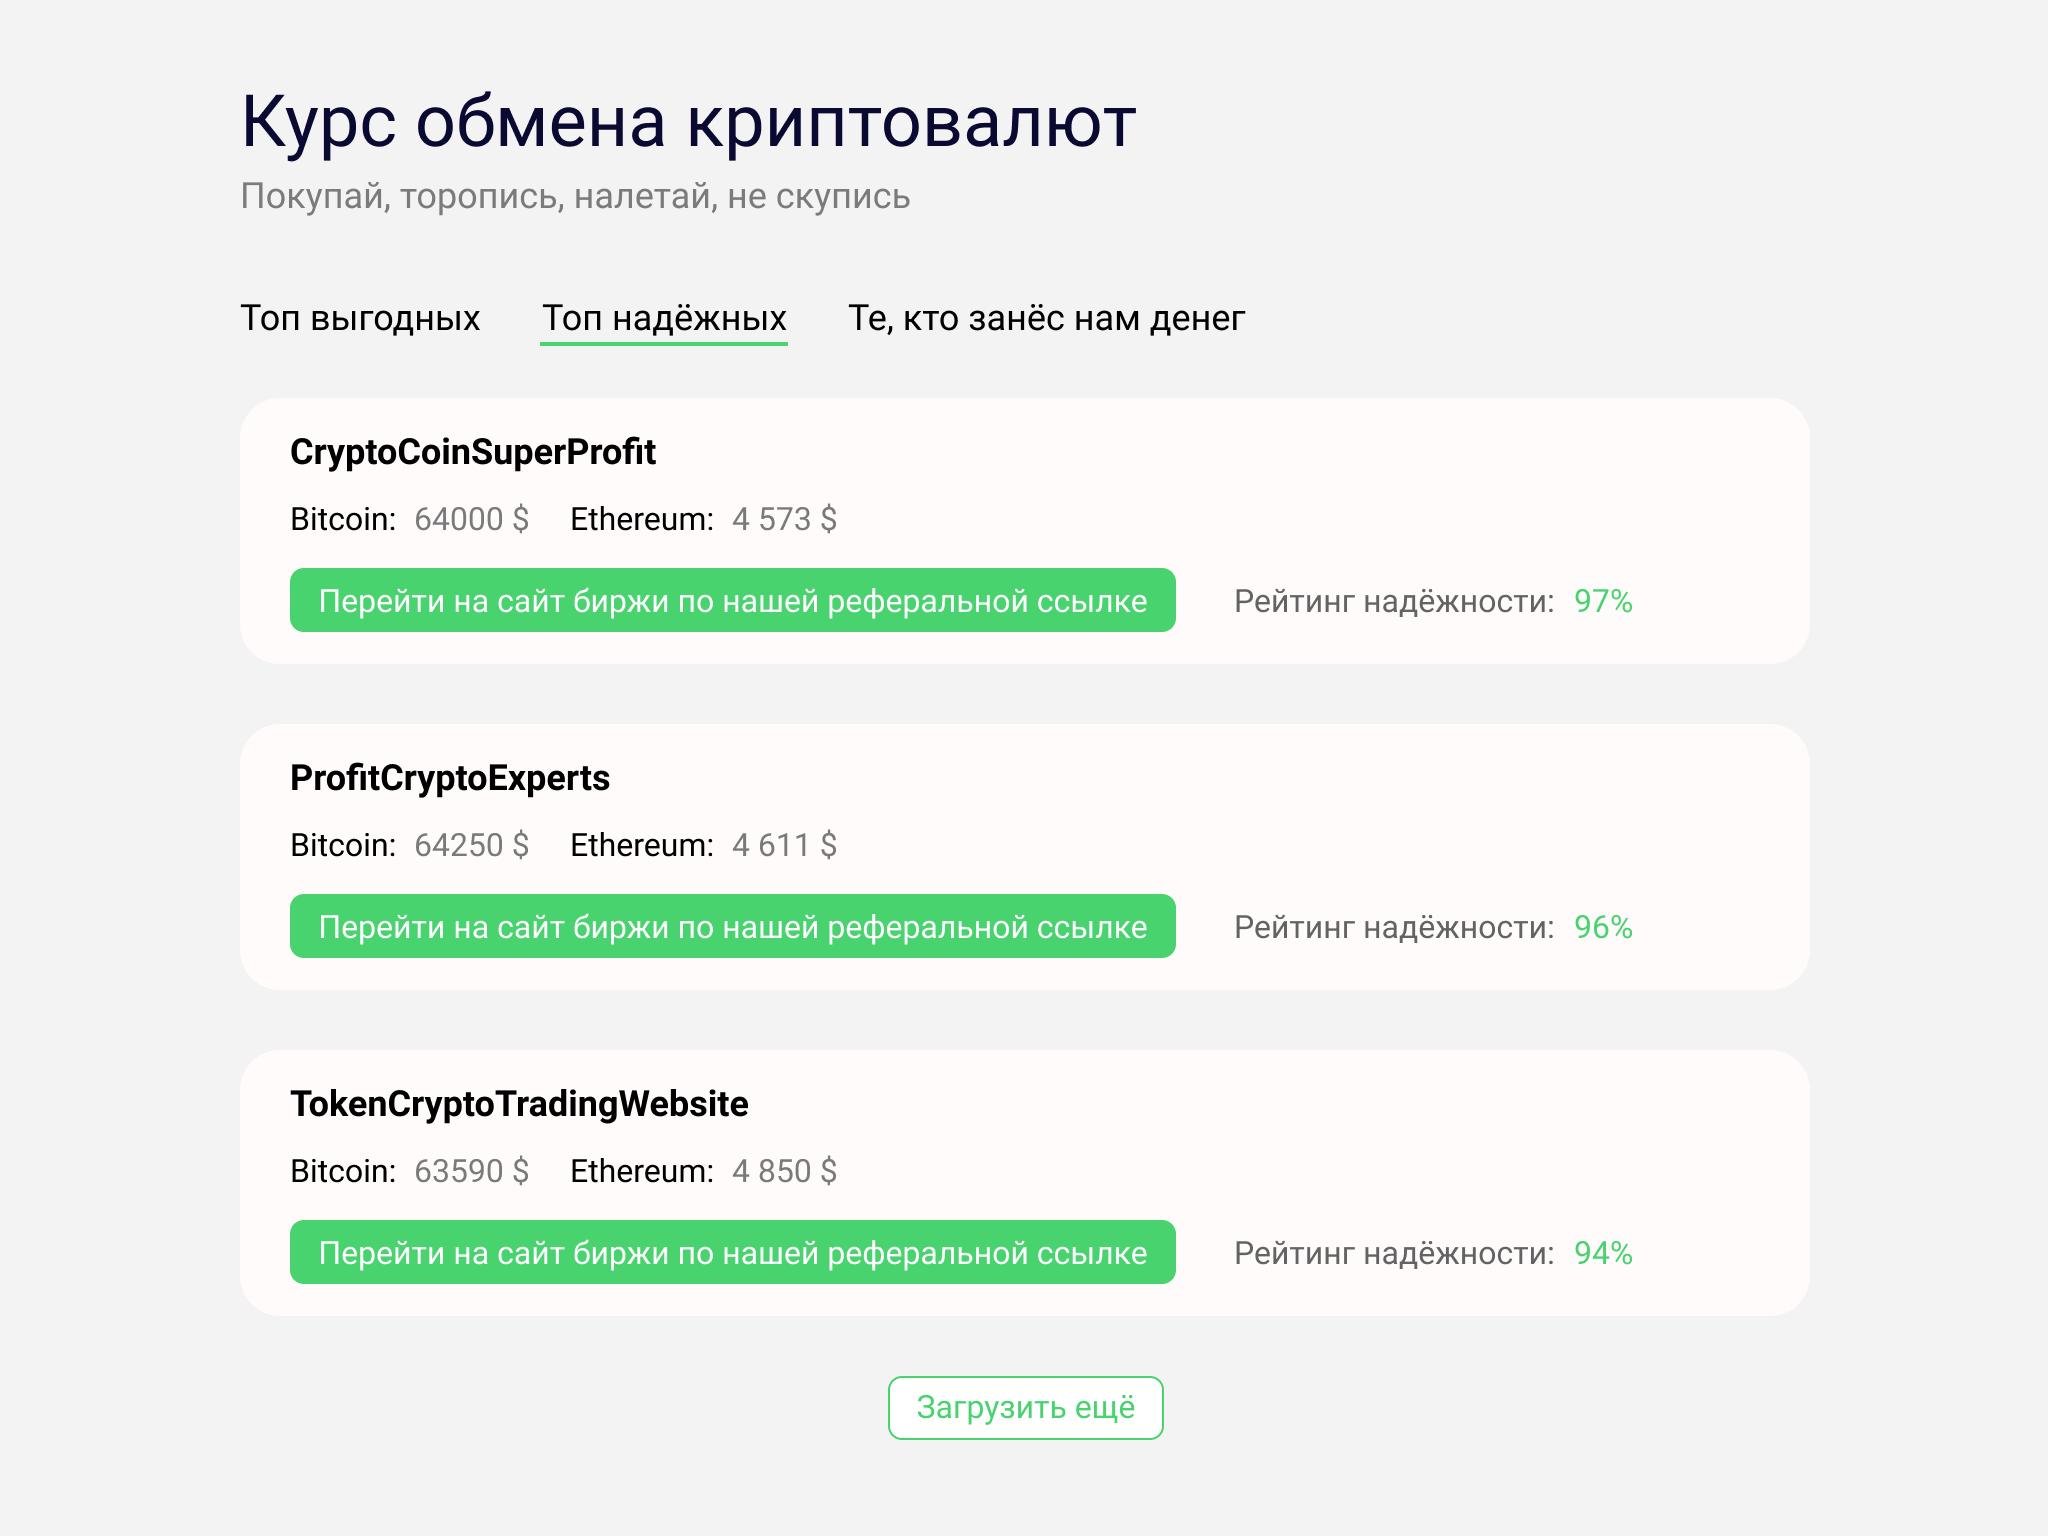 Курс обмена криптовалют
Покупай, торопись, налетай, не скупись
Топ выгодных Топ надёжных Те, кто занёс нам денег
CryptoCoinSuperProfit
Bitcoin: 64000 $ Ethereum: 4 573 $
Перейти на сайт биржи по нашей реферальной ссылке Рейтинг надёжности: 97%
ProfitCryptoExperts
Bitcoin: 64250 $ Ethereum: 4 611 $
Перейти на сайт биржи по нашей реферальной ссылке Рейтинг надёжности: 96%
TokenCryptoTradingWebsite
Bitcoin: 63590 $ Ethereum: 4 850 $
Перейти на сайт биржи по нашей реферальной ссылке Рейтинг надёжности: 94%
Загрузить ещё